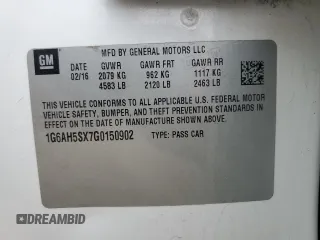 GM
MFD BY GENERAL MOTORS LLC
02/16
GVWR GAWR FRT GAWR RR
2079 KG 962 KG 1117 KG
4583 LB 2120 LB 2463 LB
THIS VEHICLE CONFORMS TO ALL APPLICABLE U.S. FEDERAL MOTOR
VEHICLE SAFETY, BUMPER, AND THEFT PREVENTION STANDARDS IN
EFFECT ON THE DATE OF MANUFACTURE SHOWN ABOVE.
1G6AH5SX7G0150902 TYPE: PASS CAR
IDREAMBID